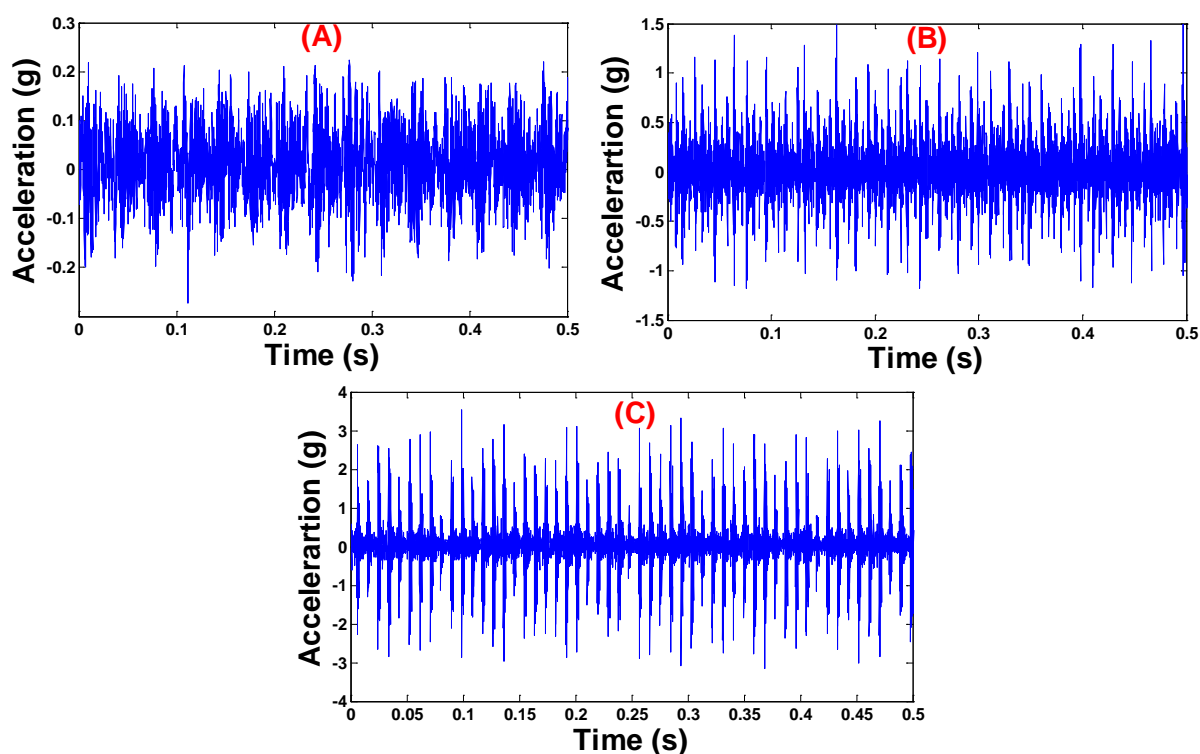 (A)
Acceleration (g)
0.3
0.2
0.1
0
-0.1
-0.2
0 0.1 0.2 0.3 0.4 0.5
Time (s)
(B)
Accelerartion (g)
1.5
1
0.5
0
-0.5
-1
-1.5
0 0.1 0.2 0.3 0.4 0.5
Time (s)
(C)
Accelerartion (g)
4
3
2
1
0
-1
-2
-3
-4
0 0.05 0.1 0.15 0.2 0.25 0.3 0.35 0.4 0.45 0.5
Time (s)